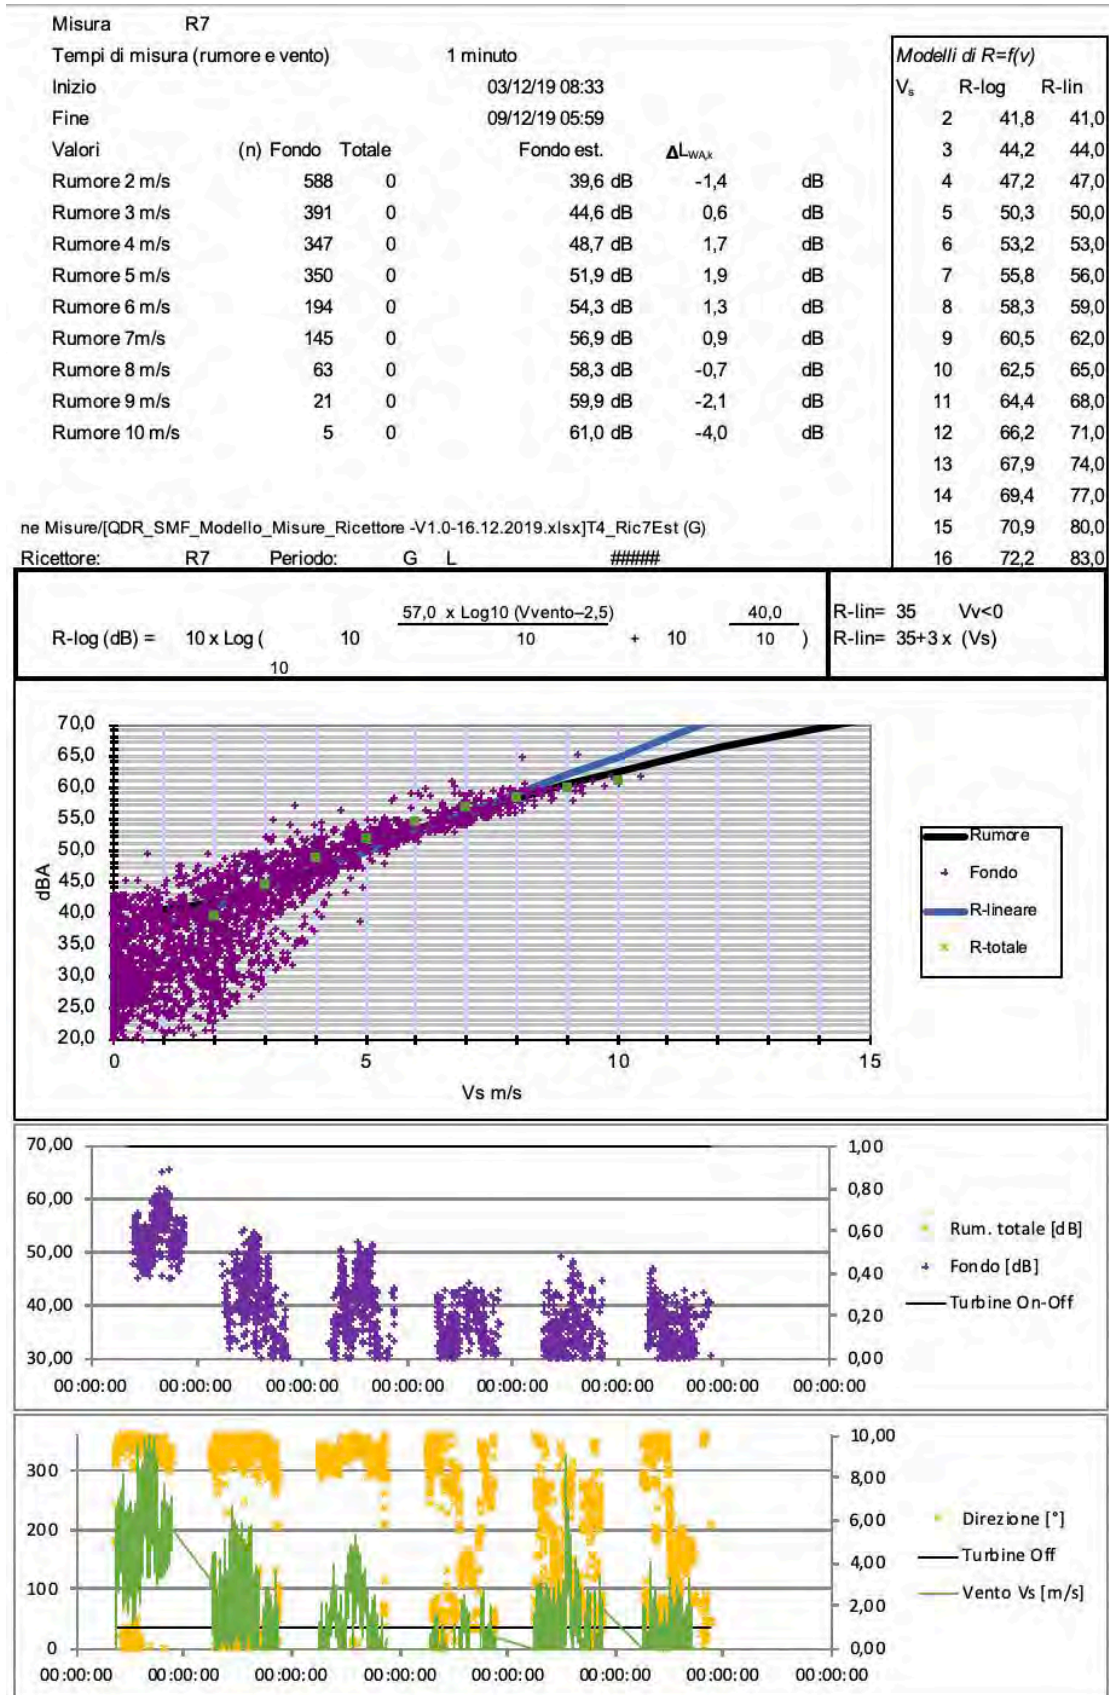 Misura R7
Tempi di misura (rumore e vento) 1 minuto
Inizio 03/12/19 08:33
Fine 09/12/19 05:59
Valori (n) Fondo Totale Fondo est. ΔLWA,k
Rumore 2 m/s 588 0 39,6 dB -1,4 dB
Rumore 3 m/s 391 0 44,6 dB 0,6 dB
Rumore 4 m/s 347 0 48,7 dB 1,7 dB
Rumore 5 m/s 350 0 51,9 dB 1,9 dB
Rumore 6 m/s 194 0 54,3 dB 1,3 dB
Rumore 7m/s 145 0 56,9 dB 0,9 dB
Rumore 8 m/s 63 0 58,3 dB -0,7 dB
Rumore 9 m/s 21 0 59,9 dB -2,1 dB
Rumore 10 m/s 5 0 61,0 dB -4,0 dB
Modelli di R=f(v)
Vs R-log R-lin
2 41,8 41,0
3 44,2 44,0
4 47,2 47,0
5 50,3 50,0
6 53,2 53,0
7 55,8 56,0
8 58,3 59,0
9 60,5 62,0
10 62,5 65,0
11 64,4 68,0
12 66,2 71,0
13 67,9 74,0
14 69,4 77,0
15 70,9 80,0
16 72,2 83,0
ne Misure/[QDR_SMF_Modello_Misure_Ricettore -V1.0-16.12.2019.xlsx]T4_Ric7Est (G)
Ricettore: R7 Periodo: G L #####
57,0 x Log10 (Vvento–2,5) 40,0
R-log (dB) = 10 x Log ( 10 10 + 10 10 )
10
R-lin= 35 Vv<0
R-lin= 35+3 x (Vs)
70,0
65,0
60,0
55,0
50,0
45,0
40,0
35,0
30,0
25,0
20,0
dBA
0 5 10 15
Vs m/s
Rumore
Fondo
R-lineare
R-totale
70,00
60,00
50,00
40,00
30,00
1,00
0,80
0,60
0,40
0,20
0,00
00:00:00 00:00:00 00:00:00 00:00:00 00:00:00 00:00:00 00:00:00 00:00:00
Rum. totale [dB]
Fondo [dB]
Turbine On-Off
300
200
100
0
10,00
8,00
6,00
4,00
2,00
0,00
00:00:00 00:00:00 00:00:00 00:00:00 00:00:00 00:00:00 00:00:00 00:00:00
Direzione [°]
Turbine Off
Vento Vs [m/s]